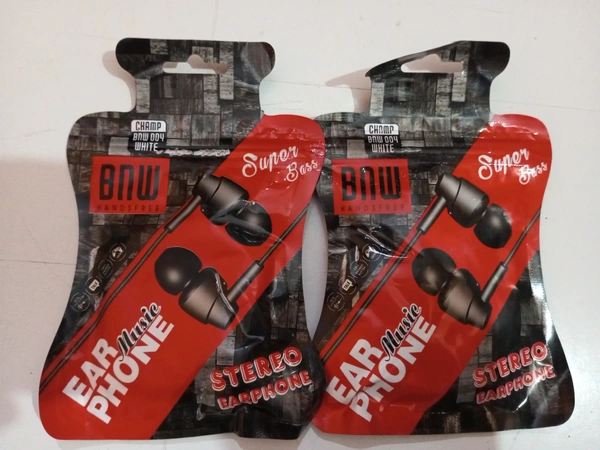 CHAMP
BNW 004
WHITE
BNW
HANDSFREE
Super
Bass
Music
EAR
PHONE
STEREO
EARPHONE
CHAMP
BNW 004
WHITE
BNW
HANDSFREE
Super
Bass
Music
EAR
PHONE
STEREO
EARPHONE